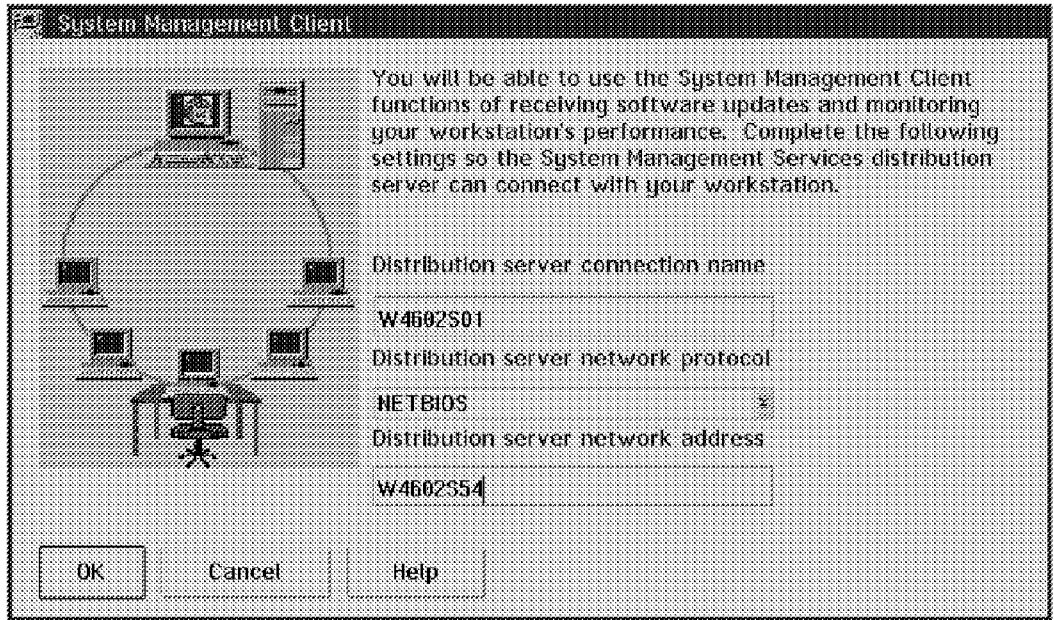 System Management Client
You will be able to use the System Management Client
functions of receiving software updates and monitoring
your workstation's performance. Complete the following
settings so the System Management Services distribution
server can connect with your workstation.
Distribution server connection name
W4602S01
Distribution server network protocol
NETBIOS
Distribution server network address
W4602S54
OK Cancel Help